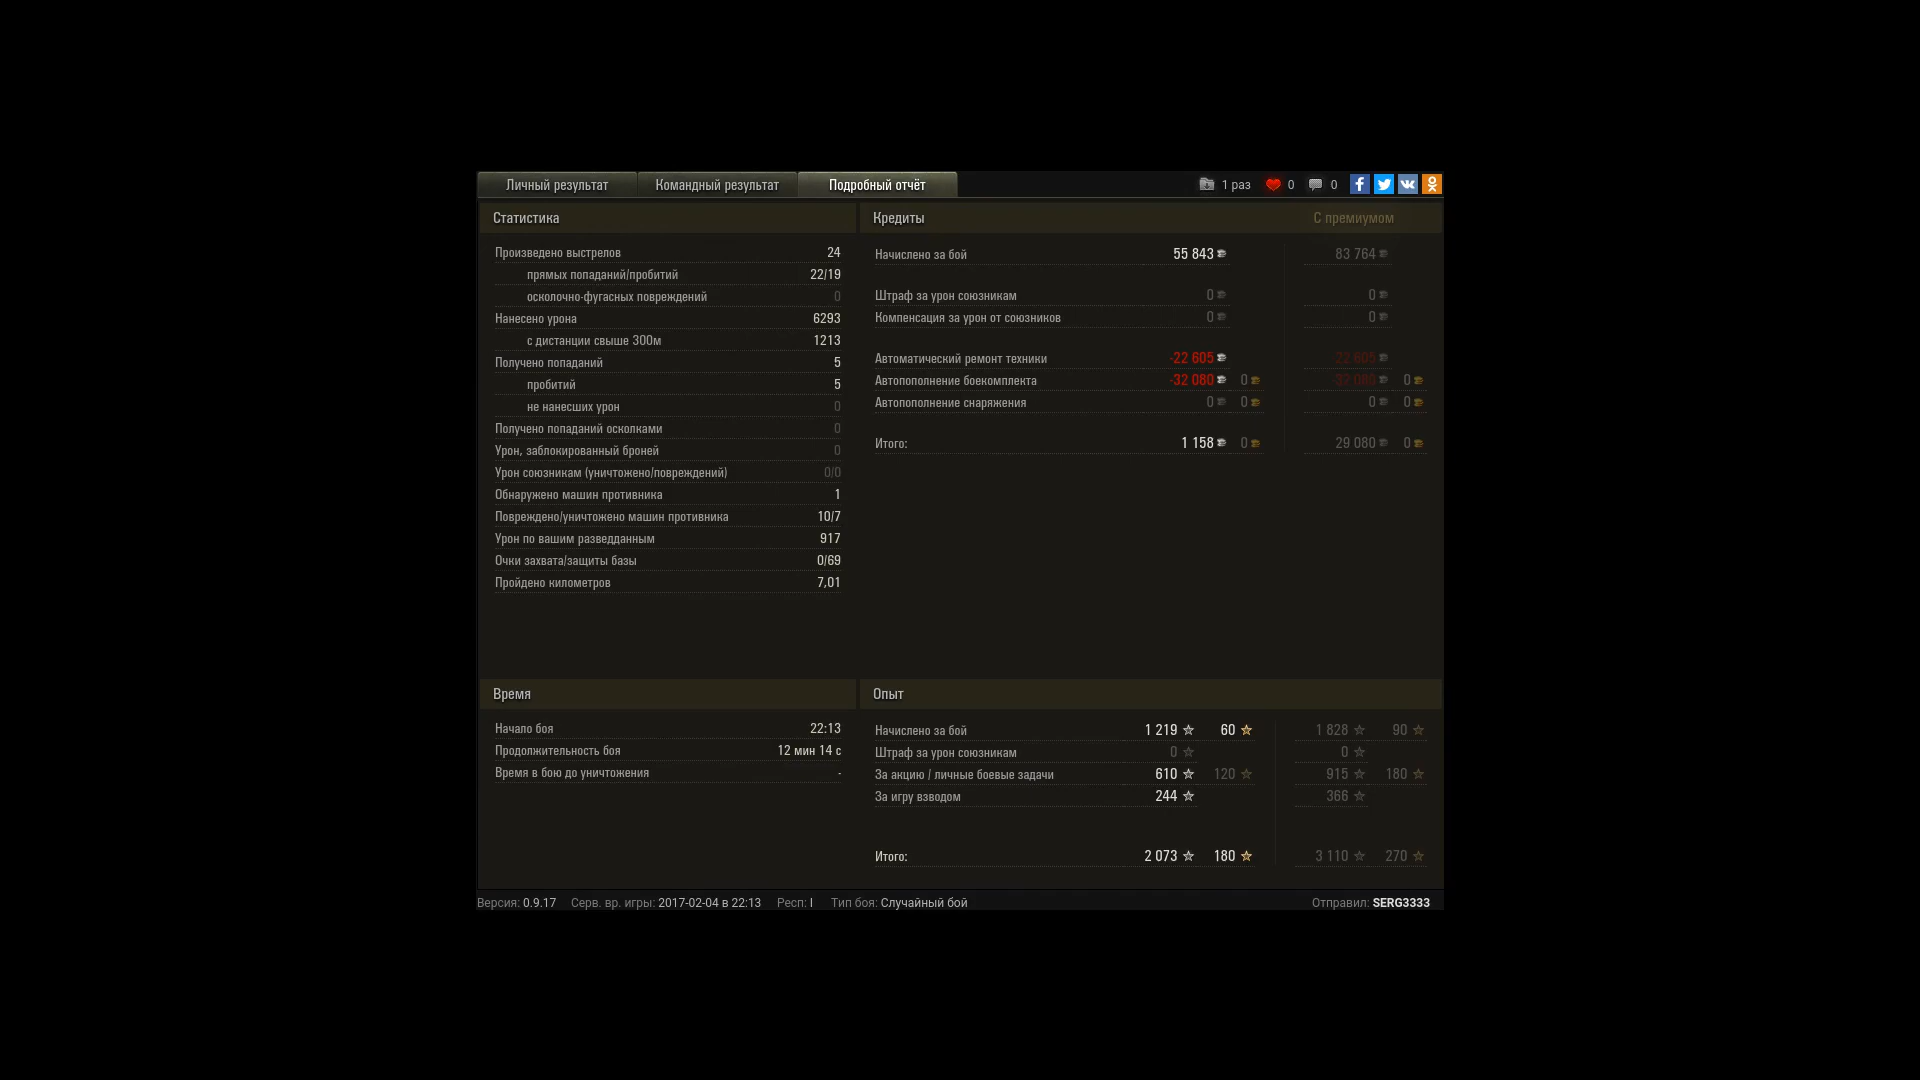 Личный результат Командный результат Подробный отчёт 1 раз 0 0
Статистика
Произведено выстрелов 24
прямых попаданий/пробитий 22/19
осколочно-фугасных повреждений 0
Нанесено урона 6293
с дистанции свыше 300м 1213
Получено попаданий 5
пробитий 5
не нанесших урон 0
Получено попаданий осколками 0
Урон, заблокированный броней 0
Урон союзникам (уничтожено/повреждений) 0/0
Обнаружено машин противника 1
Повреждено/уничтожено машин противника 10/7
Урон по вашим разведданным 917
Очки захвата/защиты базы 0/69
Пройдено километров 7,01
Кредиты С премиумом
Начислено за бой 55 843 83 764
Штраф за урон союзникам 0 0
Компенсация за урон от союзников 0 0
Автоматический ремонт техники -22 605 -22 605
Автопополнение боекомплекта -32 080 0 -32 080 0
Автопополнение снаряжения 0 0 0 0
Итого: 1 158 0 29 080 0
Время
Начало боя 22:13
Продолжительность боя 12 мин 14 с
Время в бою до уничтожения -
Опыт
Начислено за бой 1 219 60 1 828 90
Штраф за урон союзникам 0 0
За акцию / личные боевые задачи 610 120 915 180
За игру взводом 244 366
Итого: 2 073 180 3 110 270
Версия: 0.9.17 Серв. вр. игры: 2017-02-04 в 22:13 Респ: I Тип боя: Случайный бой Отправил: SERG3333